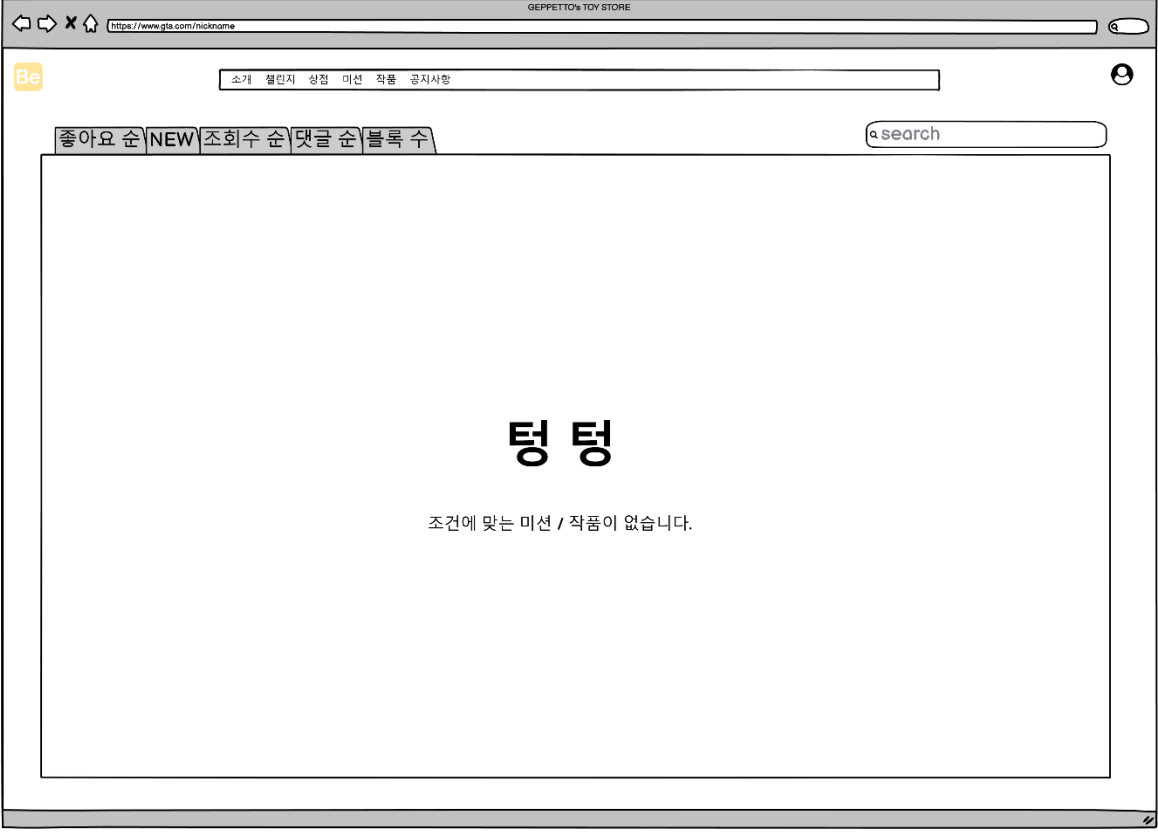 GEPPETTO's TOY STORE
https://www.gts.com/nickname
Be
소개 챌린지 상점 미션 작품 공지사항
좋아요 순 NEW 조회수 순 댓글 순 블록 수
search
텅 텅
조건에 맞는 미션 / 작품이 없습니다.